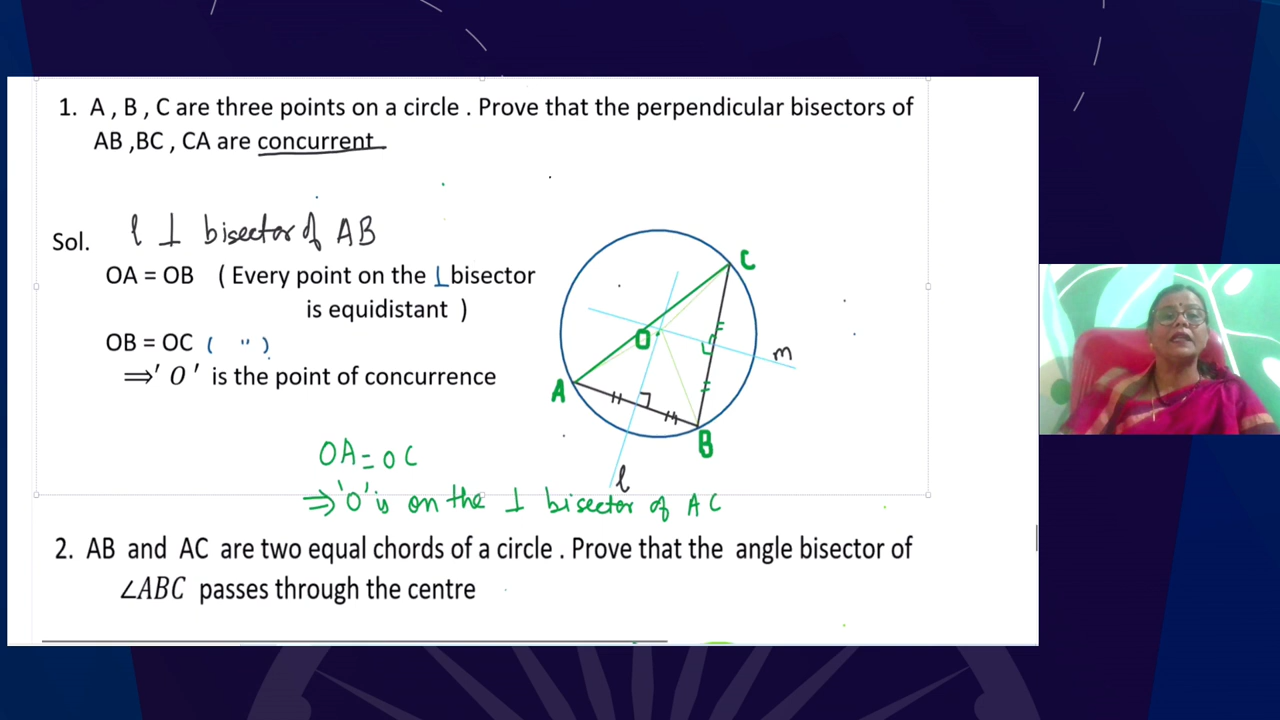 1. A , B , C are three points on a circle . Prove that the perpendicular bisectors of
AB ,BC , CA are concurrent
Sol. l ⊥ bisector of AB
OA = OB ( Every point on the ⊥ bisector
is equidistant )
OB = OC ( " )
⟹' O ' is the point of concurrence
OA = OC
⇒ 'O' is on the ⊥ bisector of AC
C
O
m
A
B
l
2. AB and AC are two equal chords of a circle . Prove that the angle bisector of
∠ABC passes through the centre